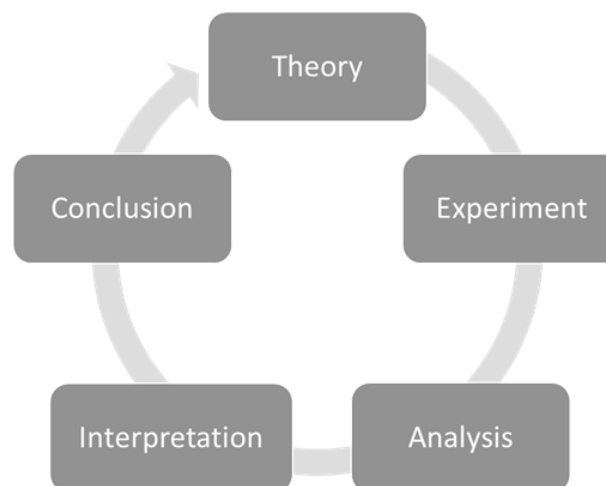 Theory
Experiment
Analysis
Interpretation
Conclusion